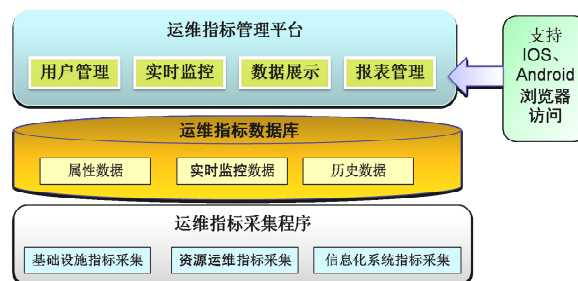 运维指标管理平台
用户管理
实时监控
数据展示
报表管理
支持
IOS、
Android
浏览器
访问
运维指标数据库
属性数据
实时监控数据
历史数据
运维指标采集程序
基础设施指标采集
资源运维指标采集
信息化系统指标采集